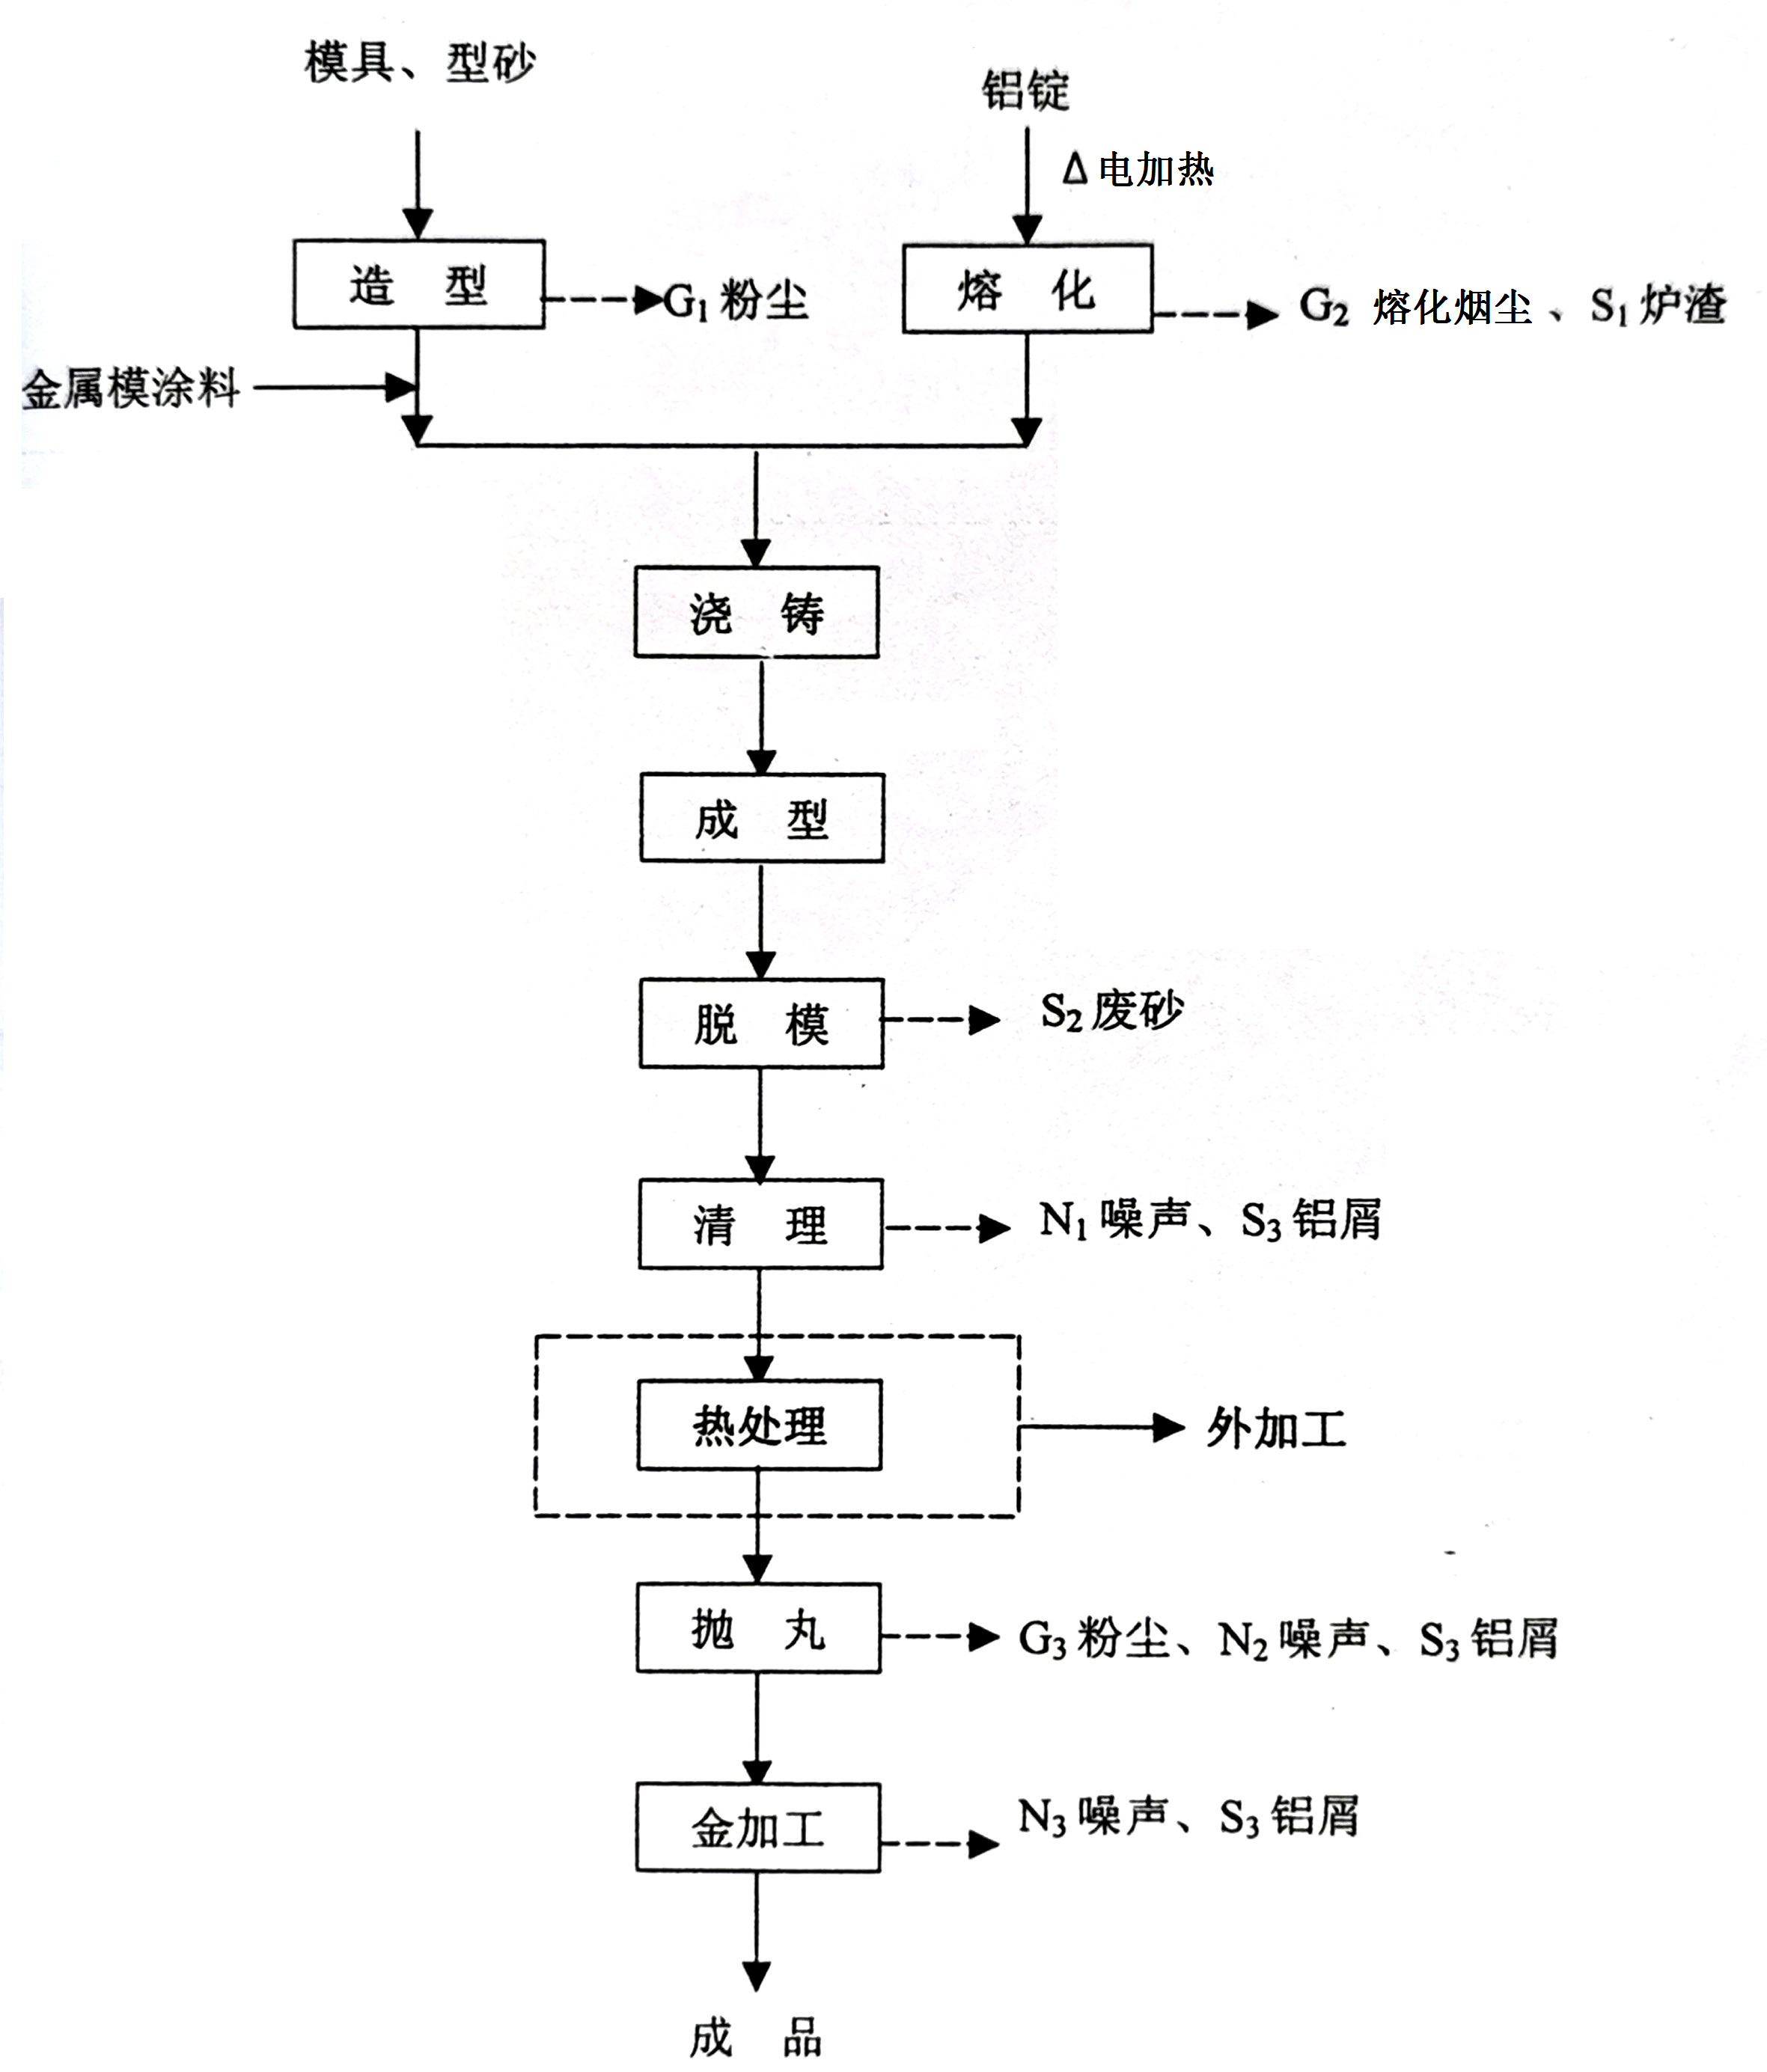 模具、型砂
铝锭
Δ 电加热
造 型
G₁粉尘
熔 化
G₂ 熔化烟尘、S₁炉渣
金属模涂料
浇 铸
成 型
脱 模
S₂废砂
清 理
N₁噪声、S₃铝屑
热处理
外加工
抛 丸
G₃粉尘、N₂噪声、S₃铝屑
金加工
N₃噪声、S₃铝屑
成 品